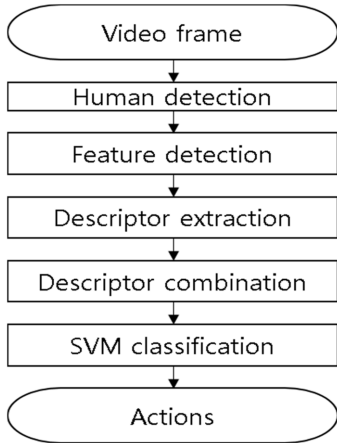 Video frame
Human detection
Feature detection
Descriptor extraction
Descriptor combination
SVM classification
Actions